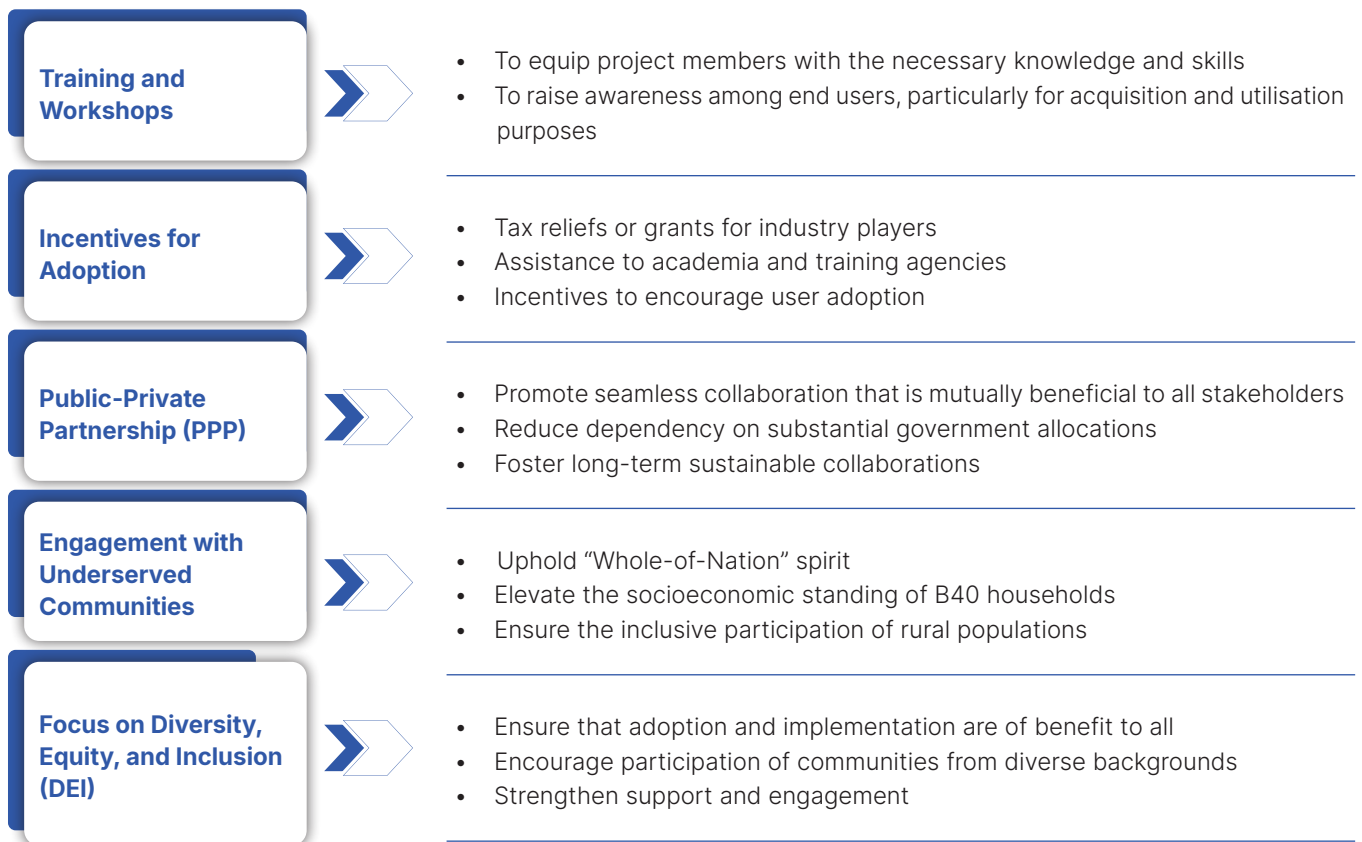 Training and
Workshops
• To equip project members with the necessary knowledge and skills
• To raise awareness among end users, particularly for acquisition and utilisation
purposes
Incentives for
Adoption
• Tax reliefs or grants for industry players
• Assistance to academia and training agencies
• Incentives to encourage user adoption
Public-Private
Partnership (PPP)
• Promote seamless collaboration that is mutually beneficial to all stakeholders
• Reduce dependency on substantial government allocations
• Foster long-term sustainable collaborations
Engagement with
Underserved
Communities
• Uphold “Whole-of-Nation” spirit
• Elevate the socioeconomic standing of B40 households
• Ensure the inclusive participation of rural populations
Focus on Diversity,
Equity, and Inclusion
(DEI)
• Ensure that adoption and implementation are of benefit to all
• Encourage participation of communities from diverse backgrounds
• Strengthen support and engagement